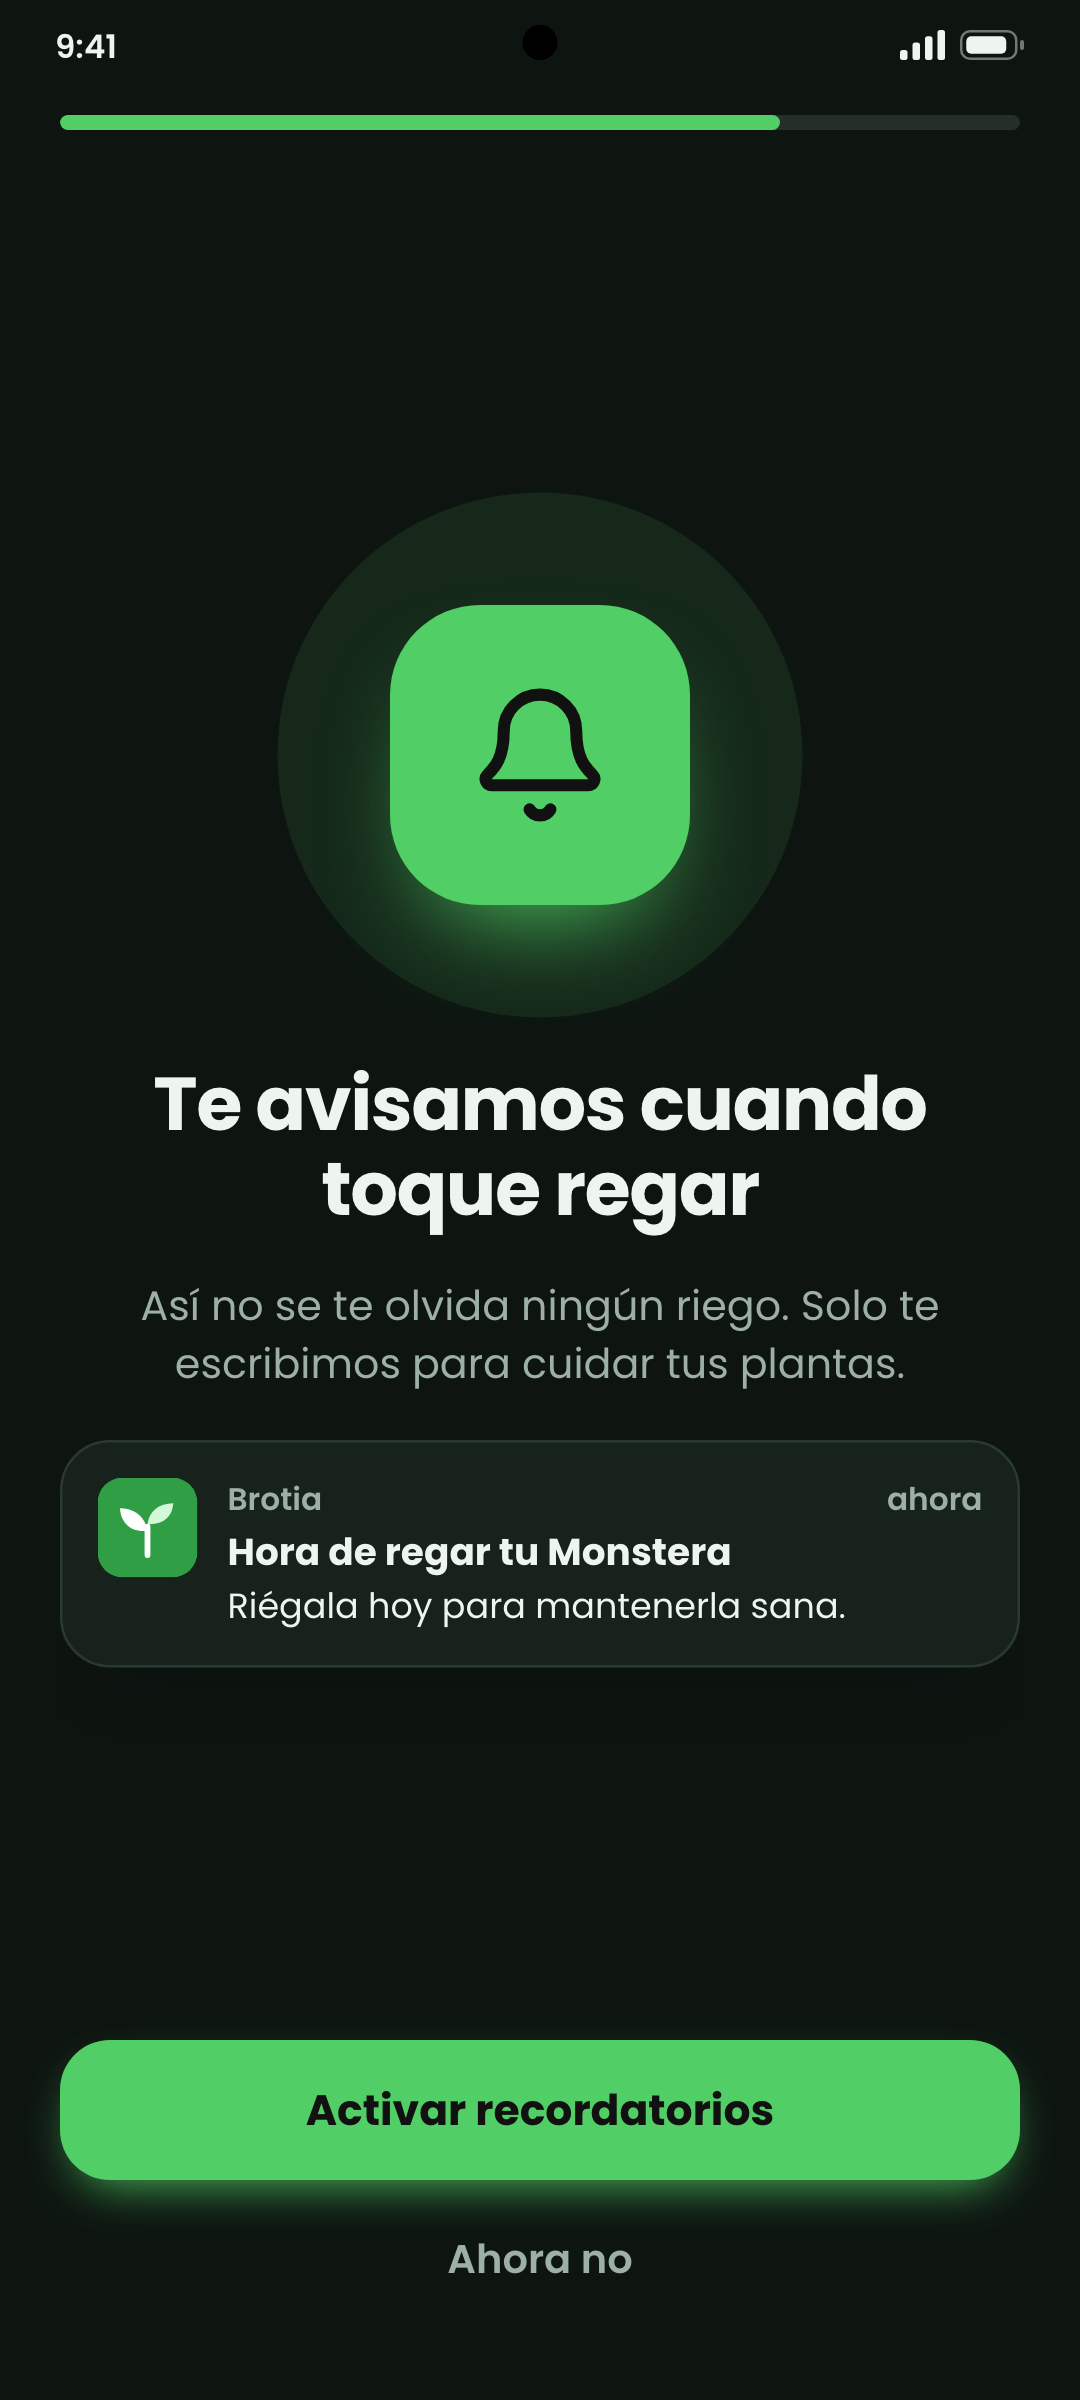 9:41
Te avisamos cuando
toque regar
Así no se te olvida ningún riego. Solo te
escribimos para cuidar tus plantas.
Brotia
ahora
Hora de regar tu Monstera
Riégala hoy para mantenerla sana.
Activar recordatorios
Ahora no